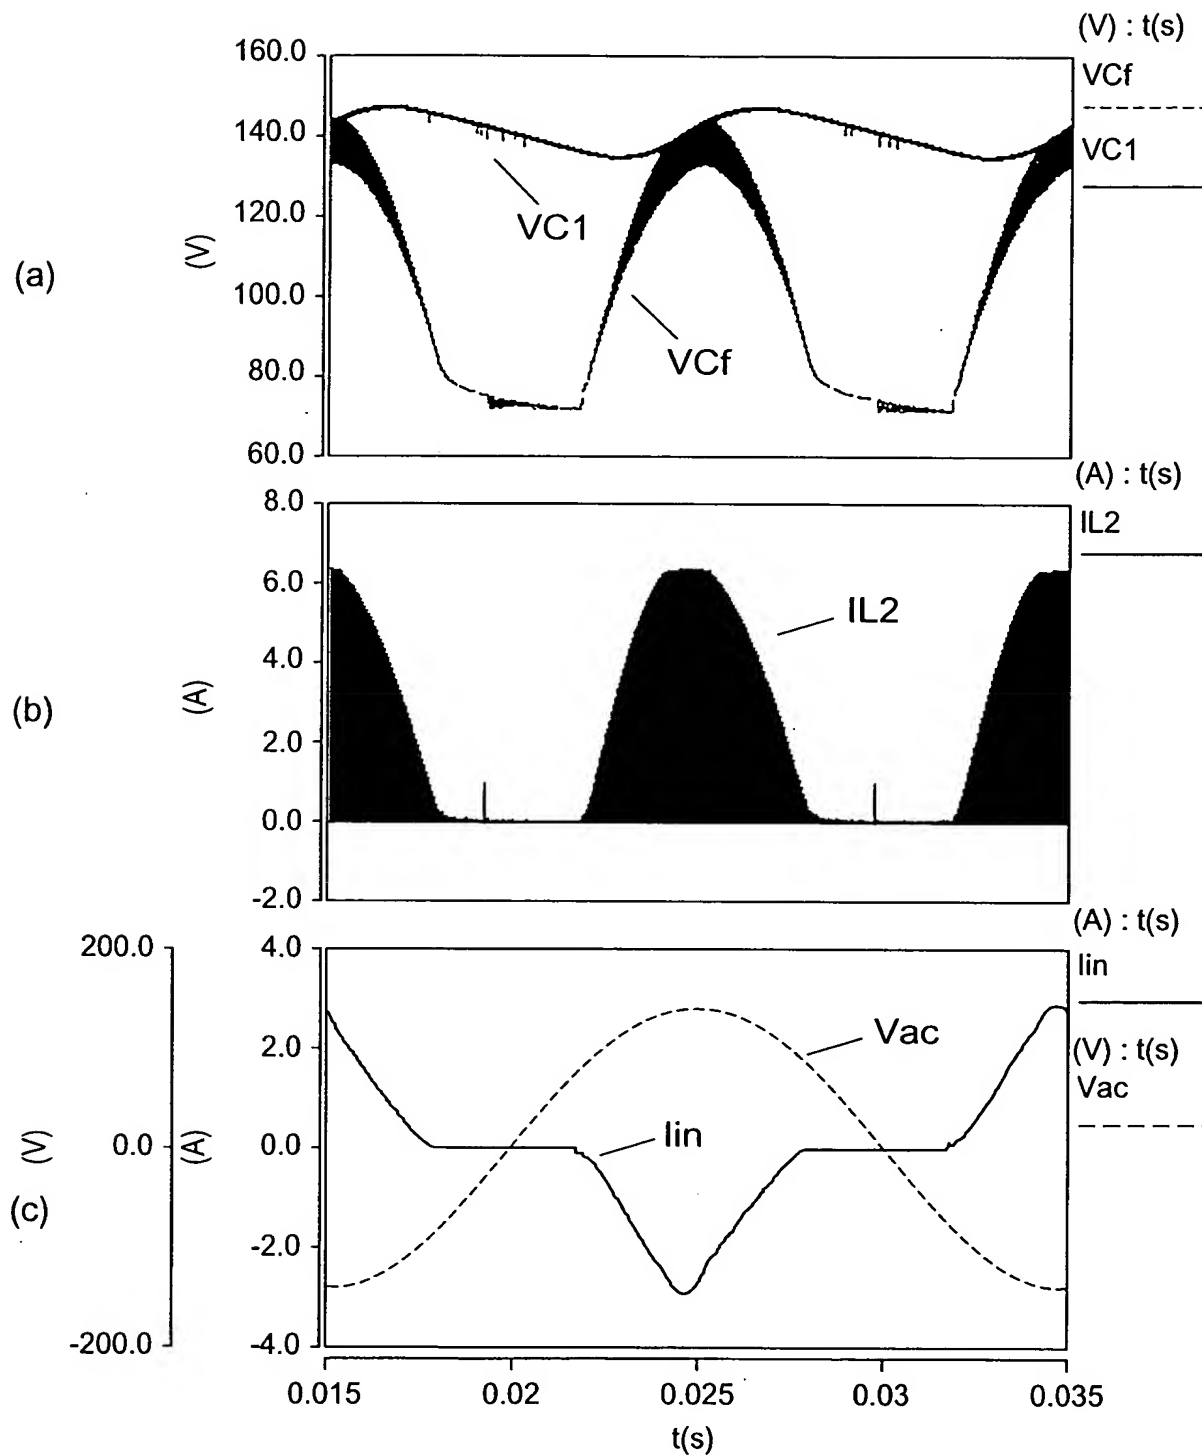 (V) : t(s)
VCf
VC1
160.0
140.0
120.0
100.0
80.0
60.0
(V)
(a)
VC1
VCf
(A) : t(s)
IL2
8.0
6.0
4.0
2.0
0.0
-2.0
(A)
(b)
IL2
(A) : t(s)
Iin
(V) : t(s)
Vac
200.0
0.0
-200.0
(V)
4.0
2.0
0.0
-2.0
-4.0
(A)
(c)
Vac
Iin
0.015 0.02 0.025 0.03 0.035
t(s)